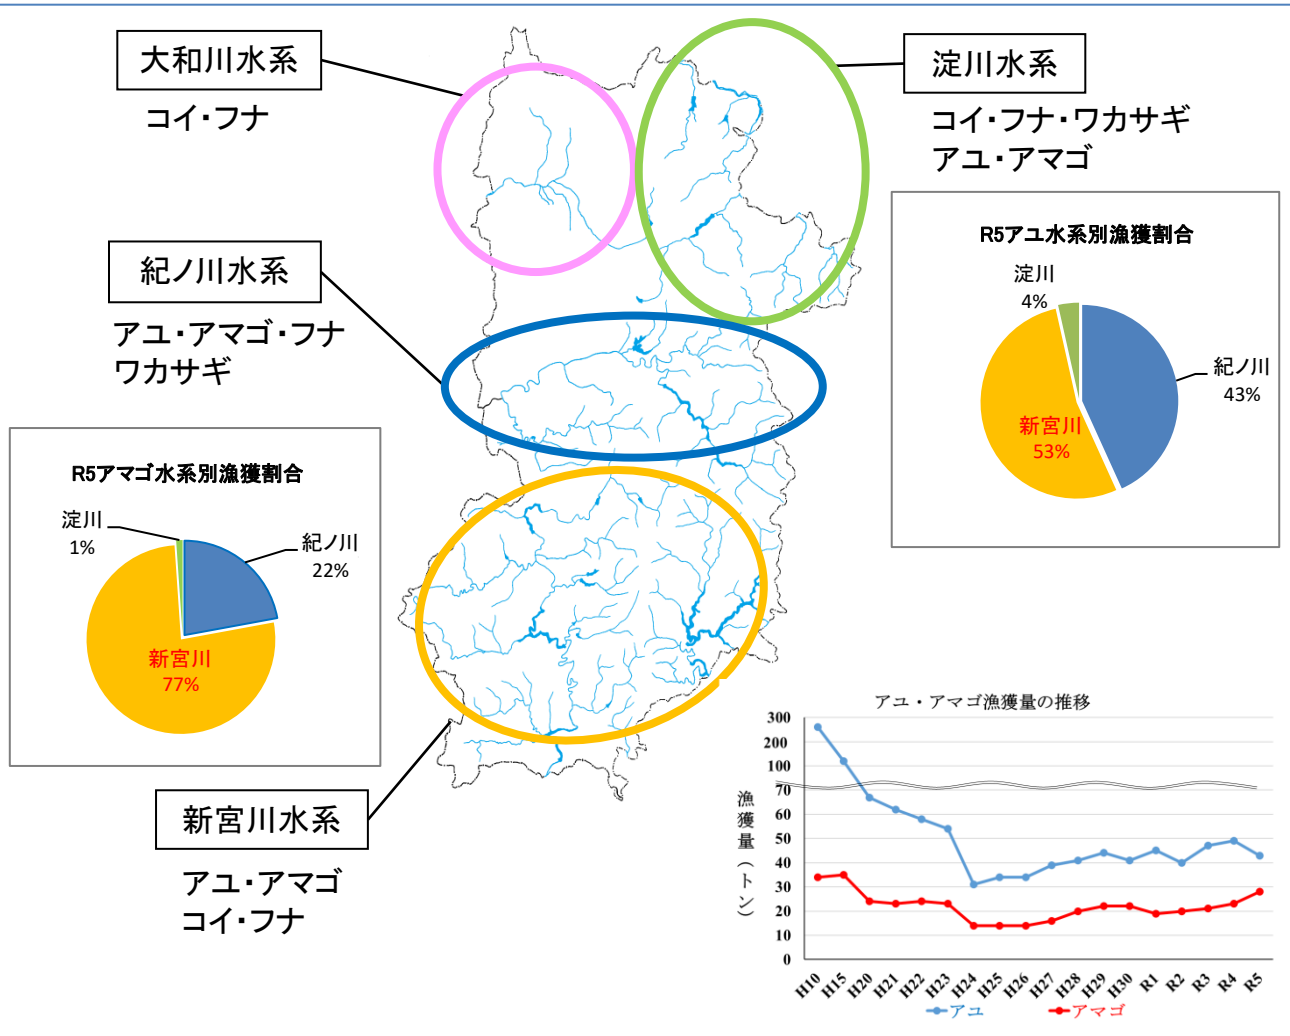 大和川水系
コイ・フナ
淀川水系
コイ・フナ・ワカサギ
アユ・アマゴ
紀ノ川水系
アユ・アマゴ・フナ
ワカサギ
R5アユ水系別漁獲割合
淀川
4%
紀ノ川
43%
新宮川
53%
R5アマゴ水系別漁獲割合
淀川
1%
紀ノ川
22%
新宮川
77%
新宮川水系
アユ・アマゴ
コイ・フナ
アユ・アマゴ漁獲量の推移
漁獲量(トン)
300
200
100
70
60
50
40
30
20
10
0
H10 H15 H20 H21 H22 H23 H24 H25 H26 H27 H28 H29 H30 R1 R2 R3 R4 R5
アユ アマゴ